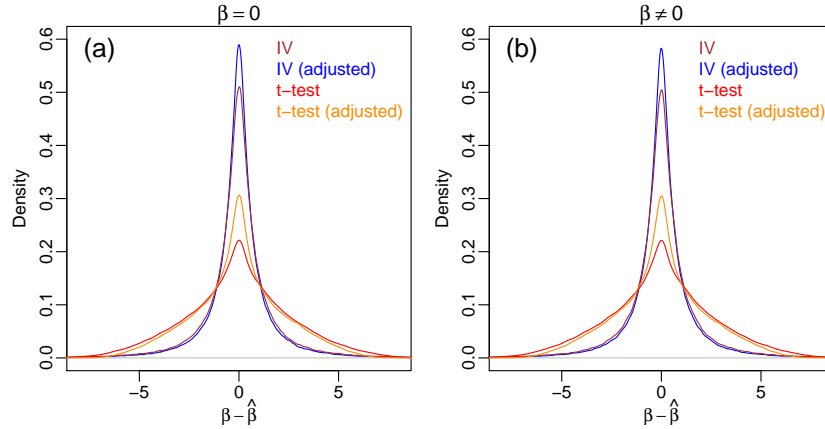 β = 0
(a)
IV
IV (adjusted)
t−test
t−test (adjusted)
Density
0.0 0.1 0.2 0.3 0.4 0.5 0.6
−5 0 5
β − β̂
β ≠ 0
(b)
IV
IV (adjusted)
t−test
t−test (adjusted)
Density
0.0 0.1 0.2 0.3 0.4 0.5 0.6
−5 0 5
β − β̂